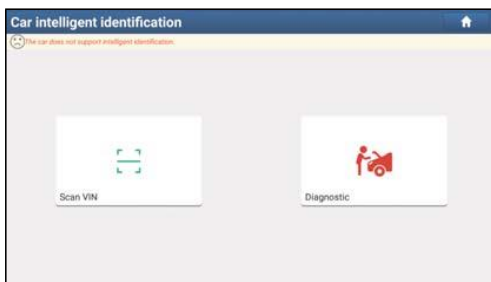 Car intelligent identification
The car does not support intelligent identification.
Scan VIN
Diagnostic